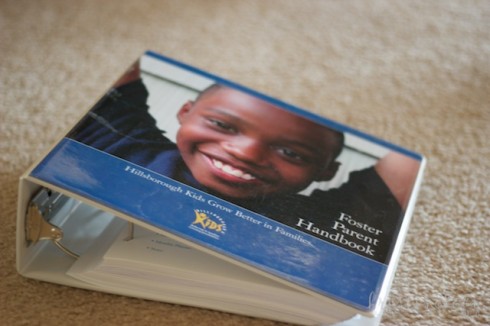 Foster
Parent
Handbook
Hillsborough Kids Grow Better in Families...
KIDS